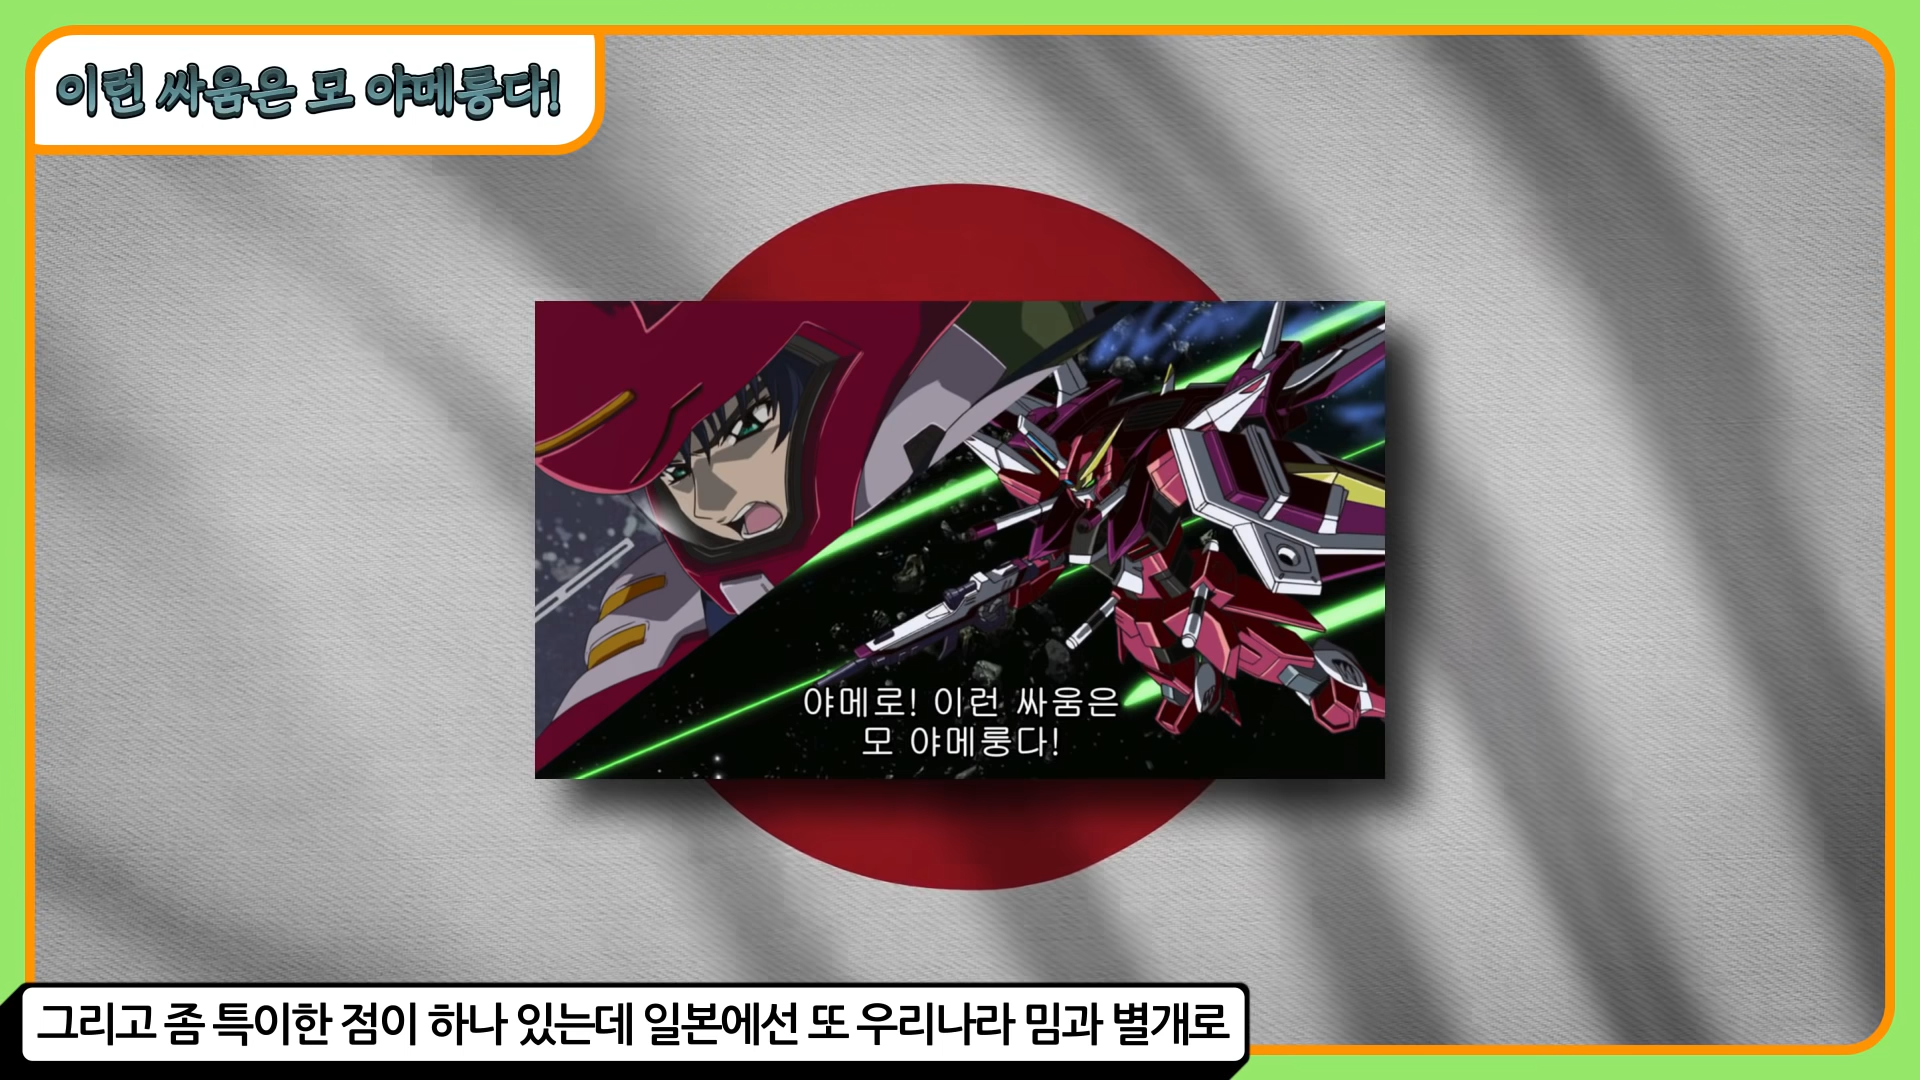 이런 싸움은 모 야메룽다!
야메로! 이런 싸움은
모 야메룽다!
그리고 좀 특이한 점이 하나 있는데 일본에선 또 우리나라 밈과 별개로